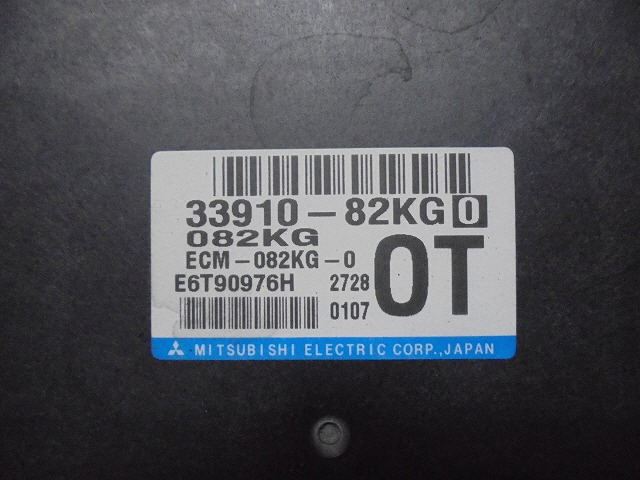 33910-82KG0
082KG
ECM-082KG-0
E6T90976H 2728
0107
0T
MITSUBISHI ELECTRIC CORP.,JAPAN